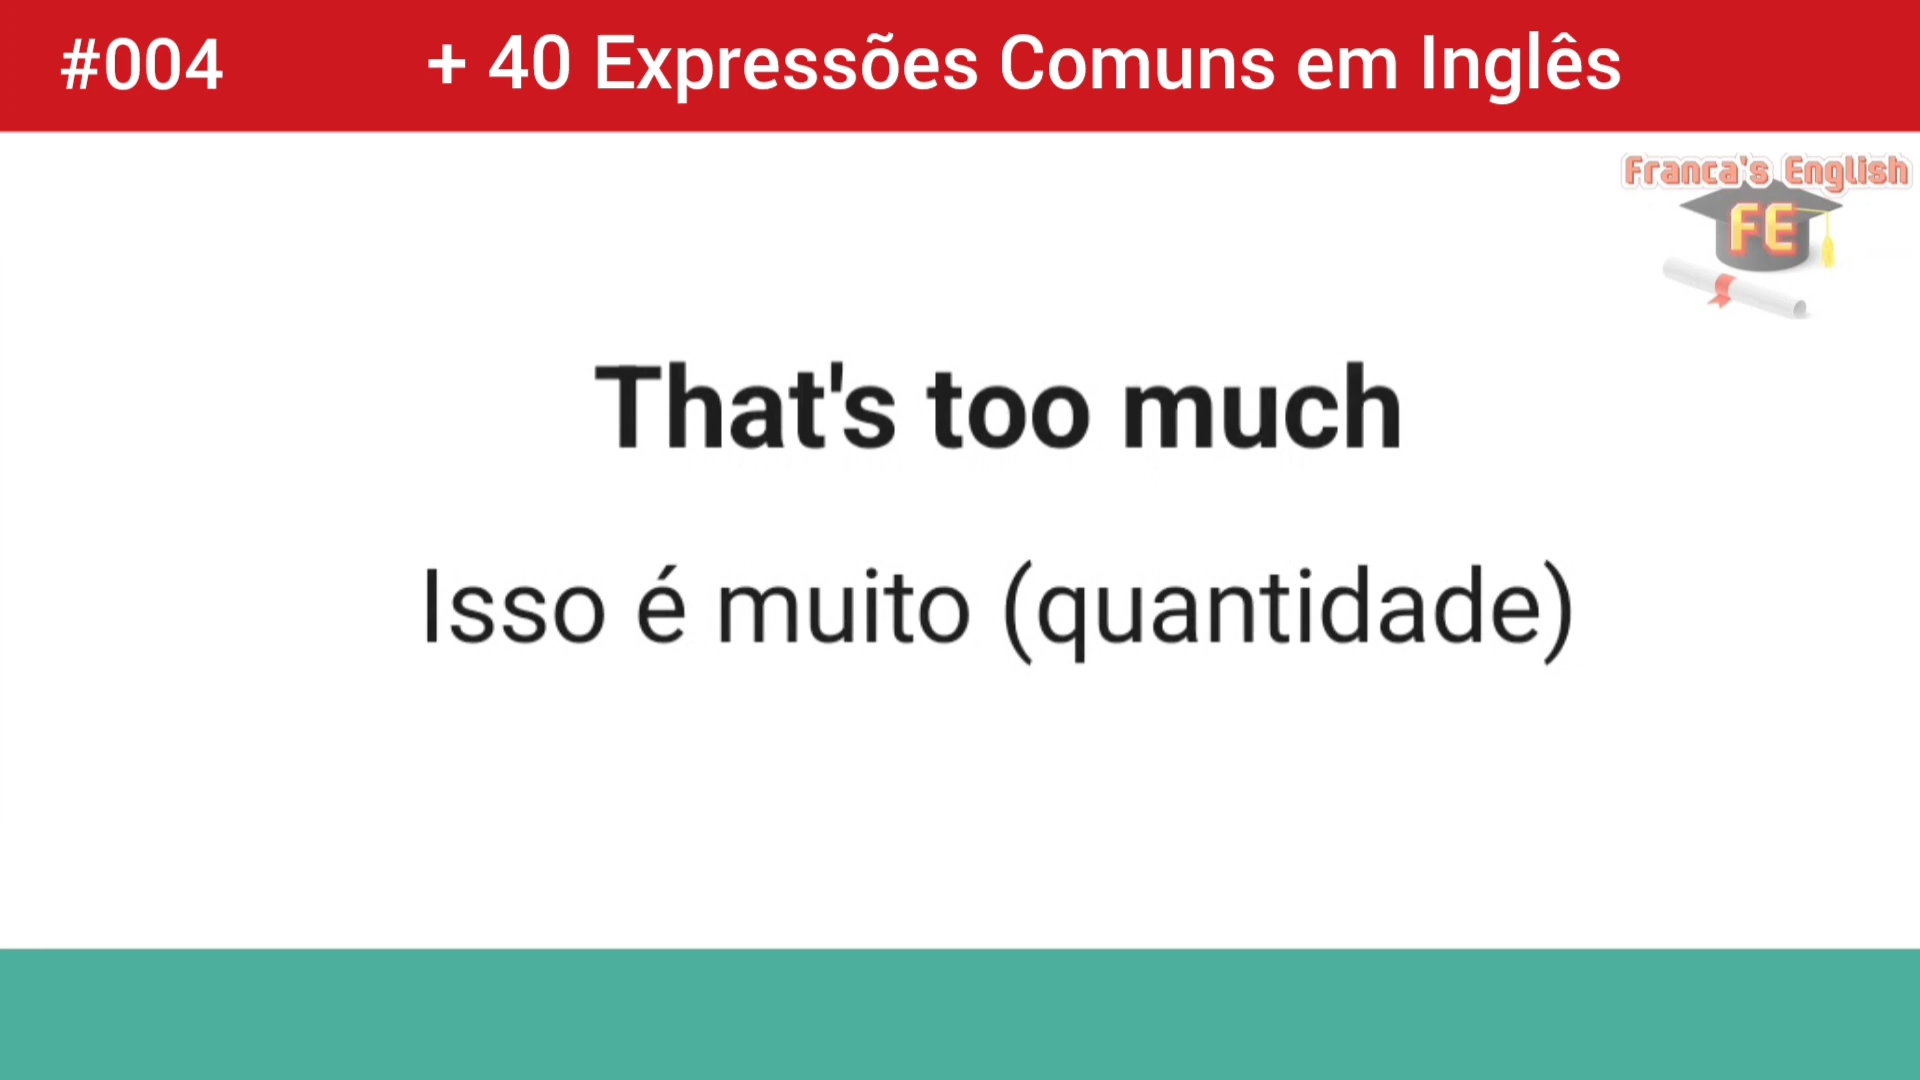 #004
+ 40 Expressões Comuns em Inglês
Franca's English
FE
That's too much
Isso é muito (quantidade)